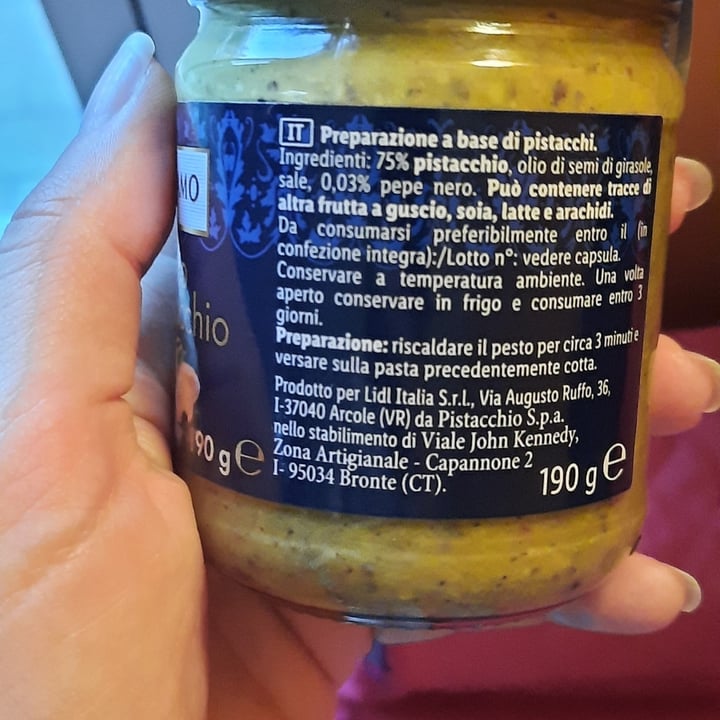 IT Preparazione a base di pistacchi.
Ingredienti: 75% pistacchio, olio di semi di girasole,
sale, 0,03% pepe nero. Può contenere tracce di
altra frutta a guscio, soia, latte e arachidi.
Da consumarsi preferibilmente entro il (in
confezione integra):/Lotto n°: vedere capsula.
Conservare a temperatura ambiente. Una volta
aperto conservare in frigo e consumare entro 3
giorni.
Preparazione: riscaldare il pesto per circa 3 minuti e
versare sulla pasta precedentemente cotta.
Prodotto per Lidl Italia S.r.l., Via Augusto Ruffo, 36,
I-37040 Arcole (VR) da Pistacchio S.p.a.
nello stabilimento di Viale John Kennedy,
Zona Artigianale - Capannone 2
I- 95034 Bronte (CT).
190 g e
MO
chio
90 g e